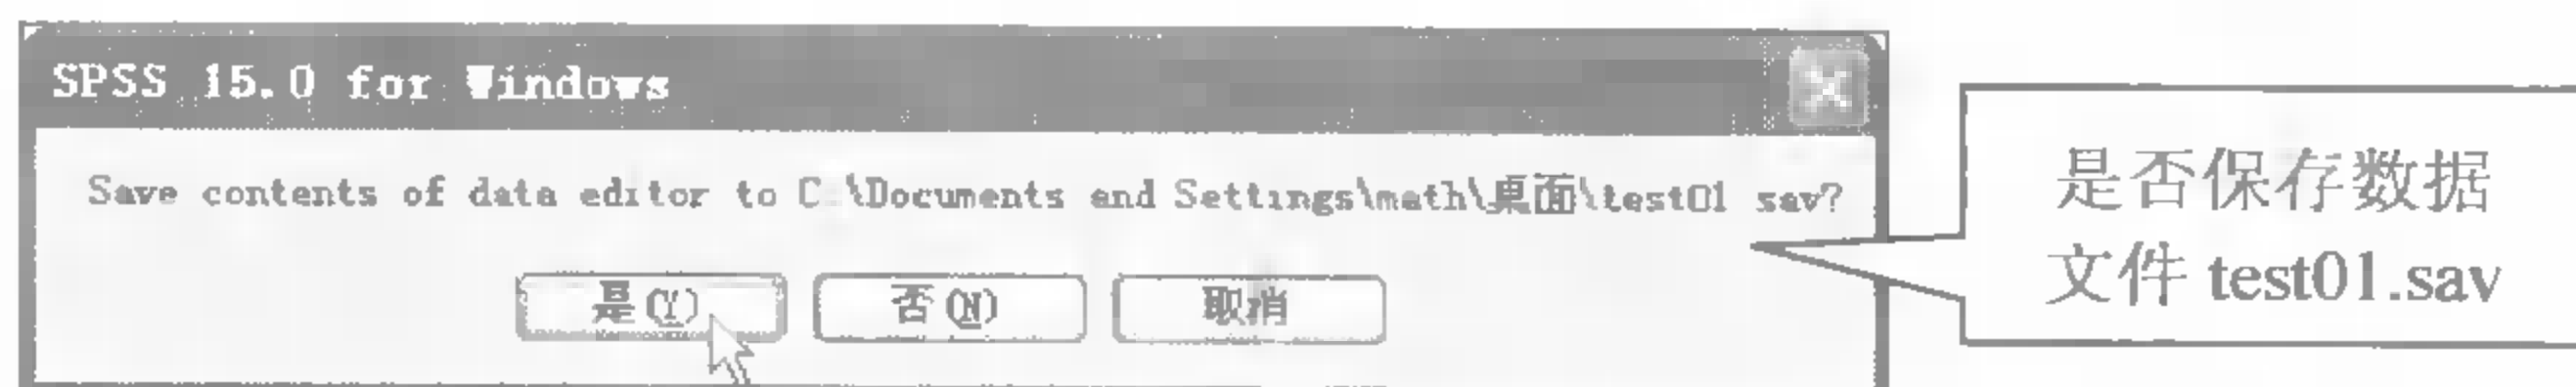 SPSS 15.0 for Windows
Save contents of data editor to C:\Documents and Settings\math\桌面\test01.sav?
是(Y) 否(N) 取消
是否保存数据
文件 test01.sav